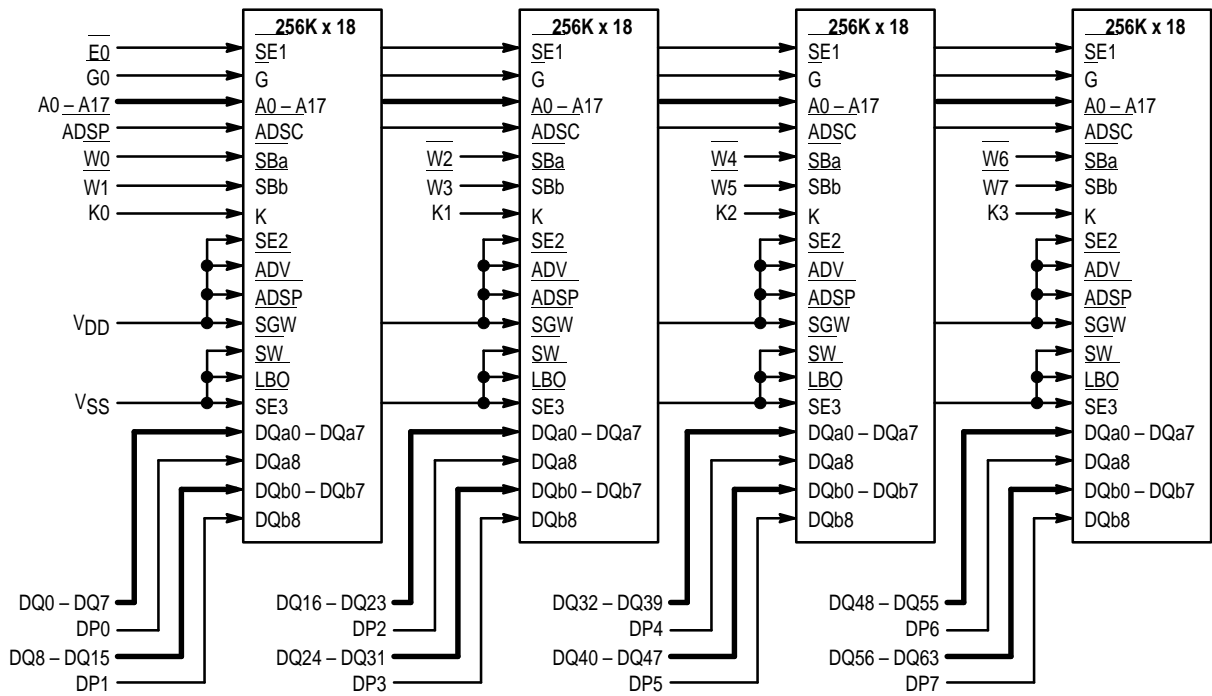 256K x 18 256K x 18 256K x 18 256K x 18
E0 SE1 SE1 SE1 SE1
G0 G G G G
A0 – A17 A0 – A17 A0 – A17 A0 – A17 A0 – A17
ADSP ADSC ADSC ADSC ADSC
W0 SBa W2 SBa W4 SBa W6 SBa
W1 SBb W3 SBb W5 SBb W7 SBb
K0 K K1 K K2 K K3 K
SE2 SE2 SE2 SE2
ADV ADV ADV ADV
ADSP ADSP ADSP ADSP
VDD SGW SGW SGW SGW
SW SW SW SW
LBO LBO LBO LBO
VSS SE3 SE3 SE3 SE3
DQa0 – DQa7 DQa0 – DQa7 DQa0 – DQa7 DQa0 – DQa7
DQa8 DQa8 DQa8 DQa8
DQb0 – DQb7 DQb0 – DQb7 DQb0 – DQb7 DQb0 – DQb7
DQb8 DQb8 DQb8 DQb8
DQ0 – DQ7 DQ16 – DQ23 DQ32 – DQ39 DQ48 – DQ55
DP0 DP2 DP4 DP6
DQ8 – DQ15 DQ24 – DQ31 DQ40 – DQ47 DQ56 – DQ63
DP1 DP3 DP5 DP7